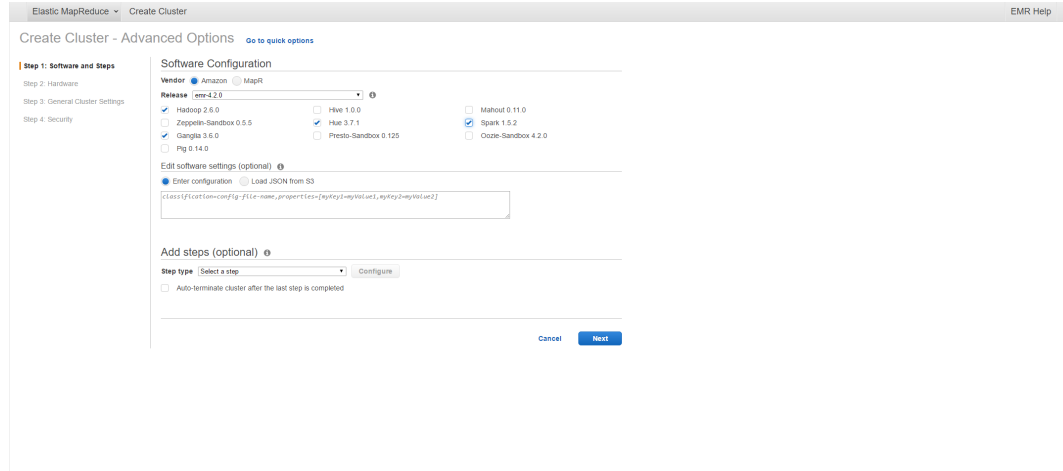 Elastic MapReduce Create Cluster EMR Help
Create Cluster - Advanced Options Go to quick options
Step 1: Software and Steps
Step 2: Hardware
Step 3: General Cluster Settings
Step 4: Security
Software Configuration
Vendor Amazon MapR
Release emr-4.2.0
Hadoop 2.6.0 Hive 1.0.0 Mahout 0.11.0
Zeppelin-Sandbox 0.5.5 Hue 3.7.1 Spark 1.5.2
Ganglia 3.6.0 Presto-Sandbox 0.125 Oozie-Sandbox 4.2.0
Pig 0.14.0
Edit software settings (optional)
Enter configuration Load JSON from S3
classification=config-file-name,properties=[myKey1=myValue1,myKey2=myValue2]
Add steps (optional)
Step type Select a step Configure
Auto-terminate cluster after the last step is completed
Cancel Next